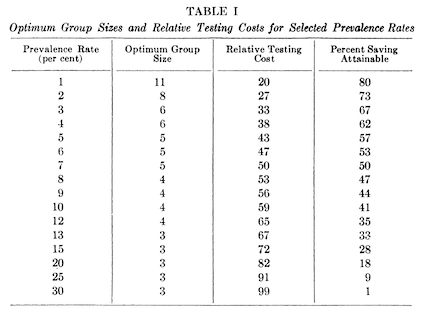 TABLE I
Optimum Group Sizes and Relative Testing Costs for Selected Prevalence Rates
Prevalence Rate (per cent) Optimum Group Size Relative Testing Cost Percent Saving Attainable
1 11 20 80
2 8 27 73
3 6 33 67
4 6 38 62
5 5 43 57
6 5 47 53
7 5 50 50
8 4 53 47
9 4 56 44
10 4 59 41
12 4 65 35
13 3 67 33
15 3 72 28
20 3 82 18
25 3 91 9
30 3 99 1